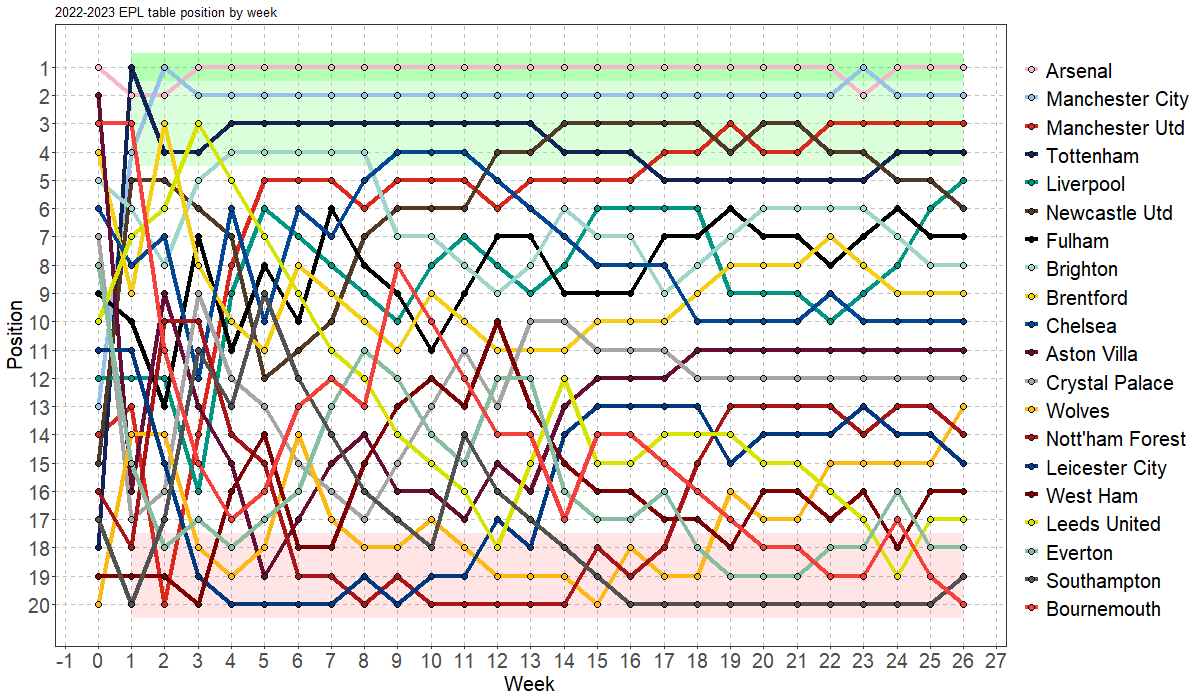 2022-2023 EPL table position by week
Position
1
2
3
4
5
6
7
8
9
10
11
12
13
14
15
16
17
18
19
20
-1 0 1 2 3 4 5 6 7 8 9 10 11 12 13 14 15 16 17 18 19 20 21 22 23 24 25 26 27
Week
Arsenal
Manchester City
Manchester Utd
Tottenham
Liverpool
Newcastle Utd
Fulham
Brighton
Brentford
Chelsea
Aston Villa
Crystal Palace
Wolves
Nott'ham Forest
Leicester City
West Ham
Leeds United
Everton
Southampton
Bournemouth